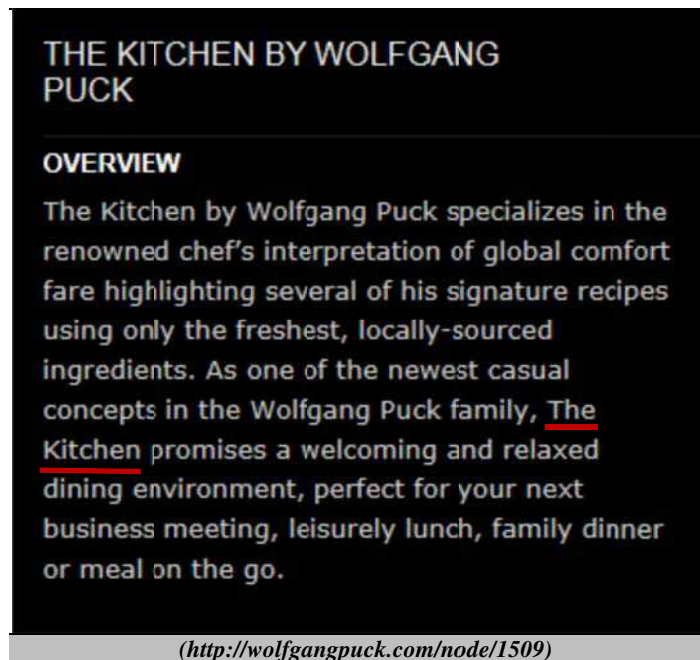 THE KITCHEN BY WOLFGANG
PUCK
OVERVIEW
The Kitchen by Wolfgang Puck specializes in the
renowned chef's interpretation of global comfort
fare highlighting several of his signature recipes
using only the freshest, locally-sourced
ingredients. As one of the newest casual
concepts in the Wolfgang Puck family, The
Kitchen promises a welcoming and relaxed
dining environment, perfect for your next
business meeting, leisurely lunch, family dinner
or meal on the go.
(http://wolfgangpuck.com/node/1509)